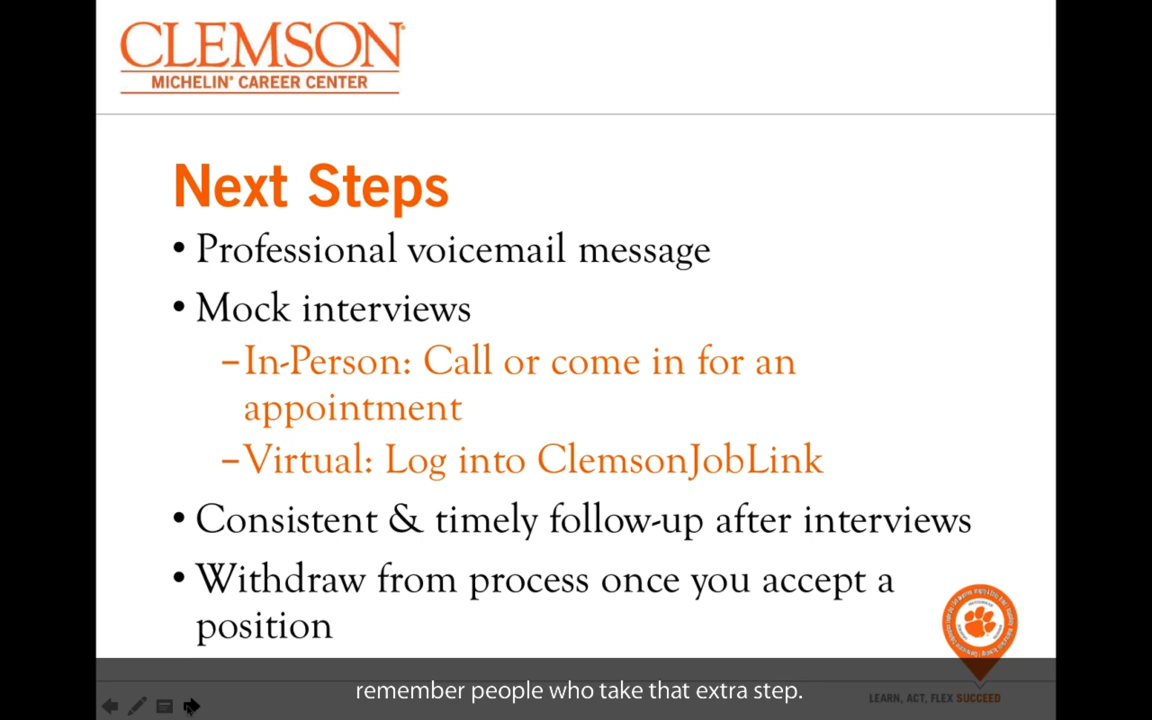 CLEMSON®
MICHELIN® CAREER CENTER
Next Steps
• Professional voicemail message
• Mock interviews
–In-Person: Call or come in for an
appointment
–Virtual: Log into ClemsonJobLink
• Consistent & timely follow-up after interviews
• Withdraw from process once you accept a
position
remember people who take that extra step.
LEARN, ACT, FLEX SUCCEED